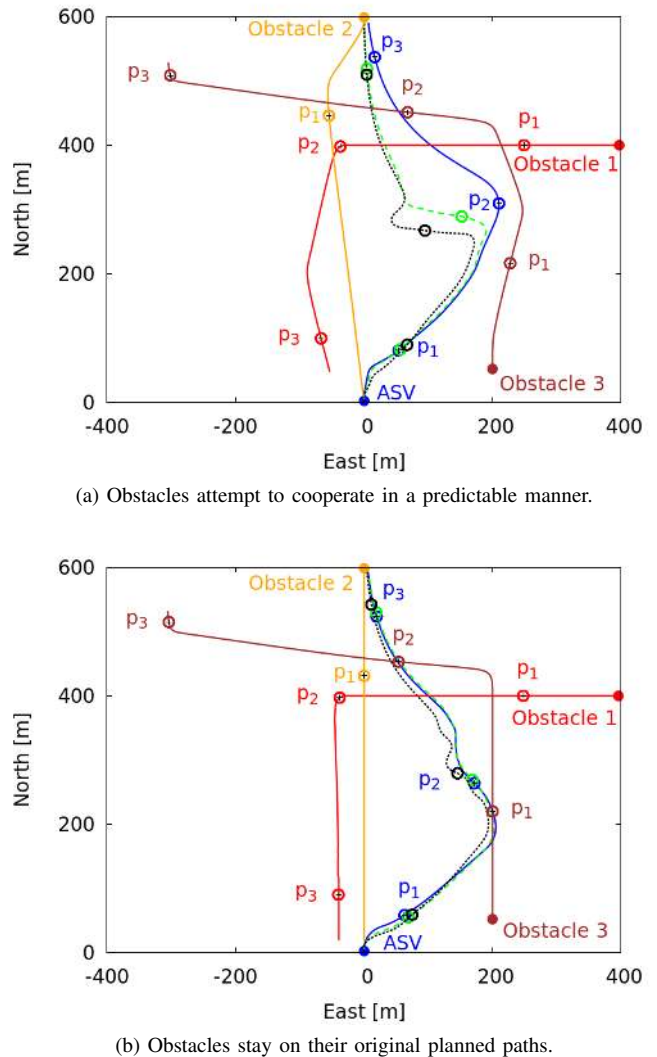 600
Obstacle 2
p3
p3
p2
p1
p1
p2
400
Obstacle 1
North [m]
p2
200
p1
p3
p1
Obstacle 3
ASV
0
-400 -200 0 200 400
East [m]
(a) Obstacles attempt to cooperate in a predictable manner.
600
Obstacle 2
p3
p3
p2
p1
p1
p2
400
Obstacle 1
North [m]
p2
p1
200
p3
Obstacle 3
ASV
0
-400 -200 0 200 400
East [m]
(b) Obstacles stay on their original planned paths.